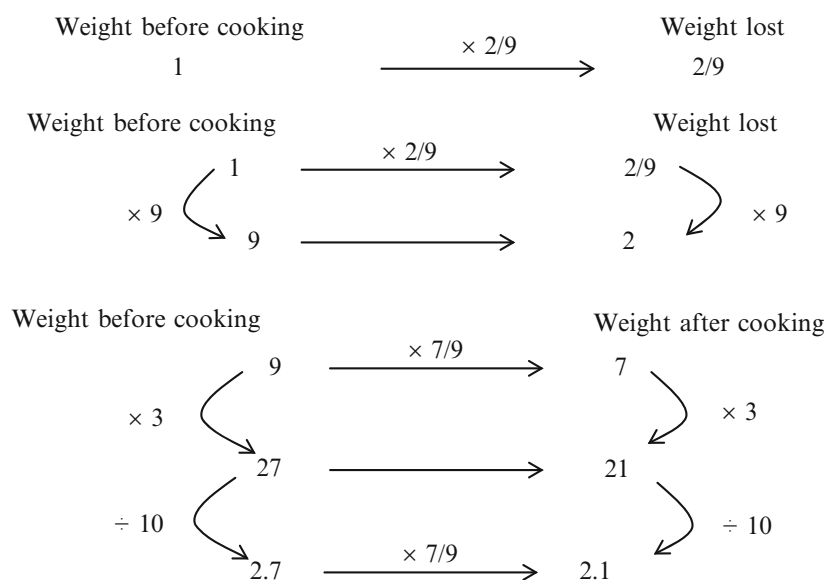 Weight before cooking Weight lost
× 2/9
1 2/9
Weight before cooking Weight lost
× 2/9
1 2/9
× 9 × 9
9 2
Weight before cooking Weight after cooking
× 7/9
9 7
× 3 × 3
27 21
÷ 10 ÷ 10
× 7/9
2.7 2.1